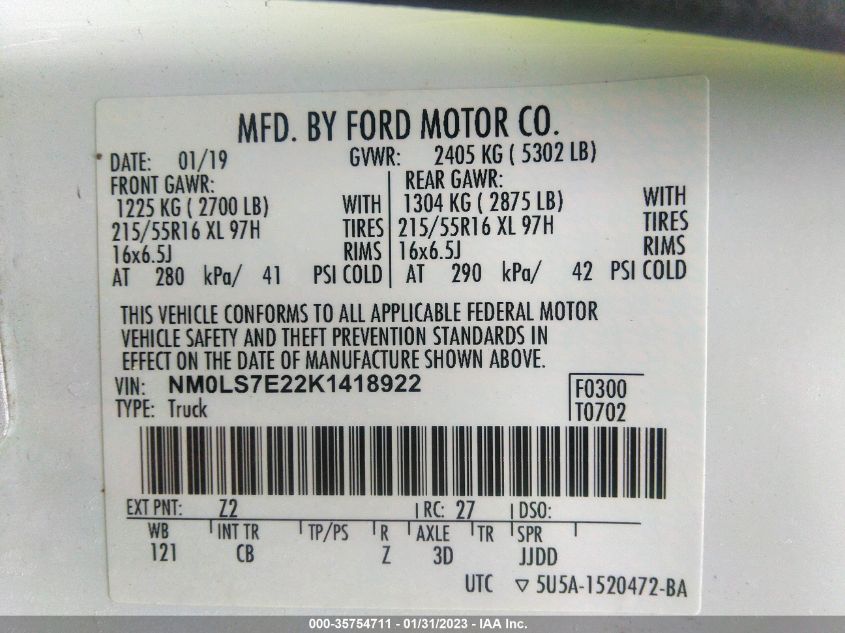 MFD. BY FORD MOTOR CO.
DATE: 01/19 GVWR: 2405 KG ( 5302 LB)
FRONT GAWR: REAR GAWR:
1225 KG ( 2700 LB) WITH 1304 KG ( 2875 LB) WITH
215/55R16 XL 97H TIRES 215/55R16 XL 97H TIRES
16x6.5J RIMS 16x6.5J RIMS
AT 280 kPa/ 41 PSI COLD AT 290 kPa/ 42 PSI COLD
THIS VEHICLE CONFORMS TO ALL APPLICABLE FEDERAL MOTOR
VEHICLE SAFETY AND THEFT PREVENTION STANDARDS IN
EFFECT ON THE DATE OF MANUFACTURE SHOWN ABOVE.
VIN: NM0LS7E22K1418922 F0300
TYPE: Truck T0702
EXT PNT: Z2 RC: 27 DSO:
WB INT TR TP/PS R AXLE TR SPR
121 CB Z 3D JJDD
UTC ▽ 5U5A-1520472-BA
000-35754711 - 01/31/2023 - IAA Inc.